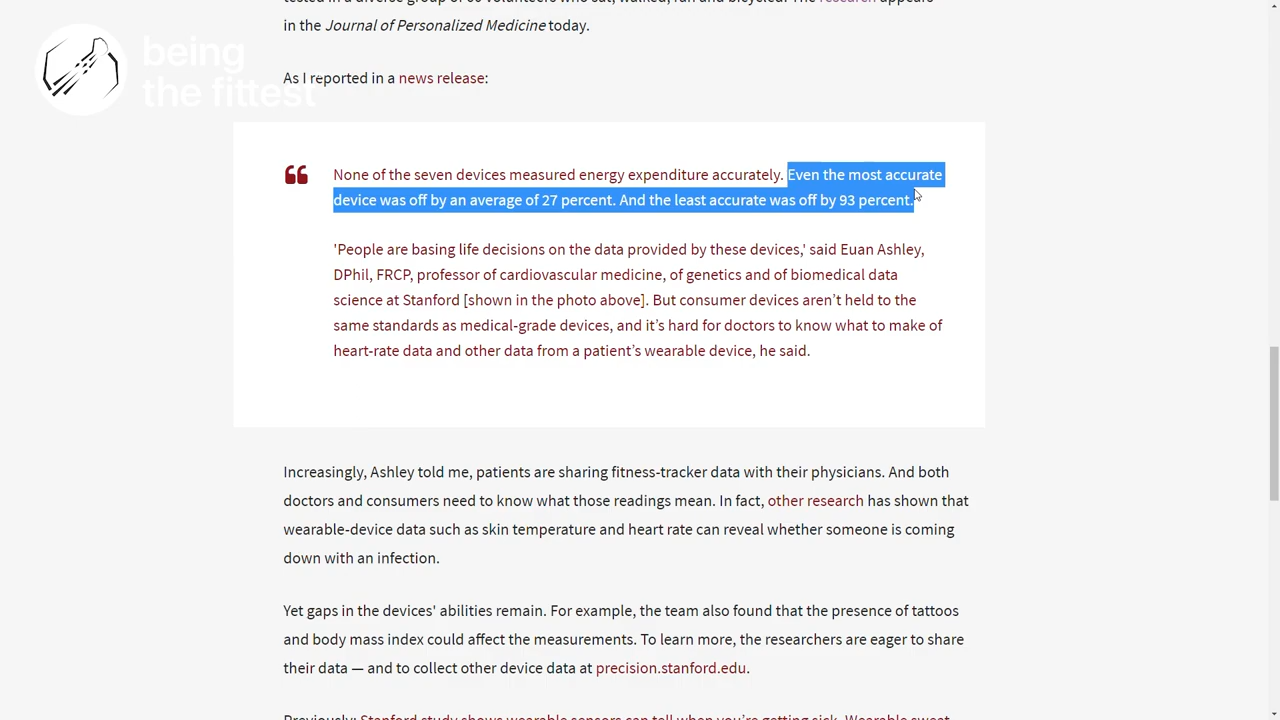 tested in a diverse group of 60 volunteers who sat, walked, ran and bicycled. The research appears
in the Journal of Personalized Medicine today.
being
the fittest
As I reported in a news release:
None of the seven devices measured energy expenditure accurately. Even the most accurate
device was off by an average of 27 percent. And the least accurate was off by 93 percent.
'People are basing life decisions on the data provided by these devices,' said Euan Ashley,
DPhil, FRCP, professor of cardiovascular medicine, of genetics and of biomedical data
science at Stanford [shown in the photo above]. But consumer devices aren’t held to the
same standards as medical-grade devices, and it’s hard for doctors to know what to make of
heart-rate data and other data from a patient’s wearable device, he said.
Increasingly, Ashley told me, patients are sharing fitness-tracker data with their physicians. And both
doctors and consumers need to know what those readings mean. In fact, other research has shown that
wearable-device data such as skin temperature and heart rate can reveal whether someone is coming
down with an infection.
Yet gaps in the devices' abilities remain. For example, the team also found that the presence of tattoos
and body mass index could affect the measurements. To learn more, the researchers are eager to share
their data — and to collect other device data at precision.stanford.edu.
Previously: Stanford study shows wearable sensors can tell when you’re getting sick, Wearable sweat